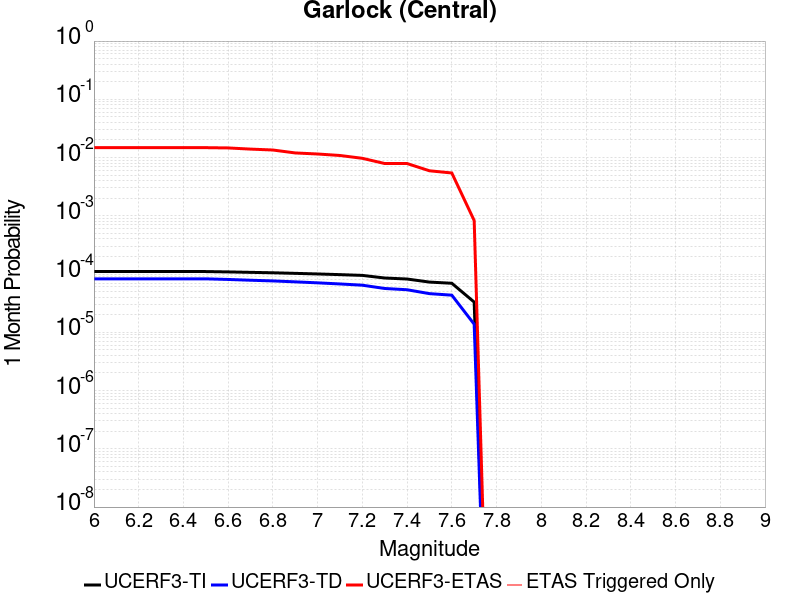 Garlock (Central)
10^0
10^-1
10^-2
10^-3
10^-4
10^-5
10^-6
10^-7
10^-8
1 Month Probability
6 6.2 6.4 6.6 6.8 7 7.2 7.4 7.6 7.8 8 8.2 8.4 8.6 8.8 9
Magnitude
UCERF3-TI UCERF3-TD UCERF3-ETAS ETAS Triggered Only